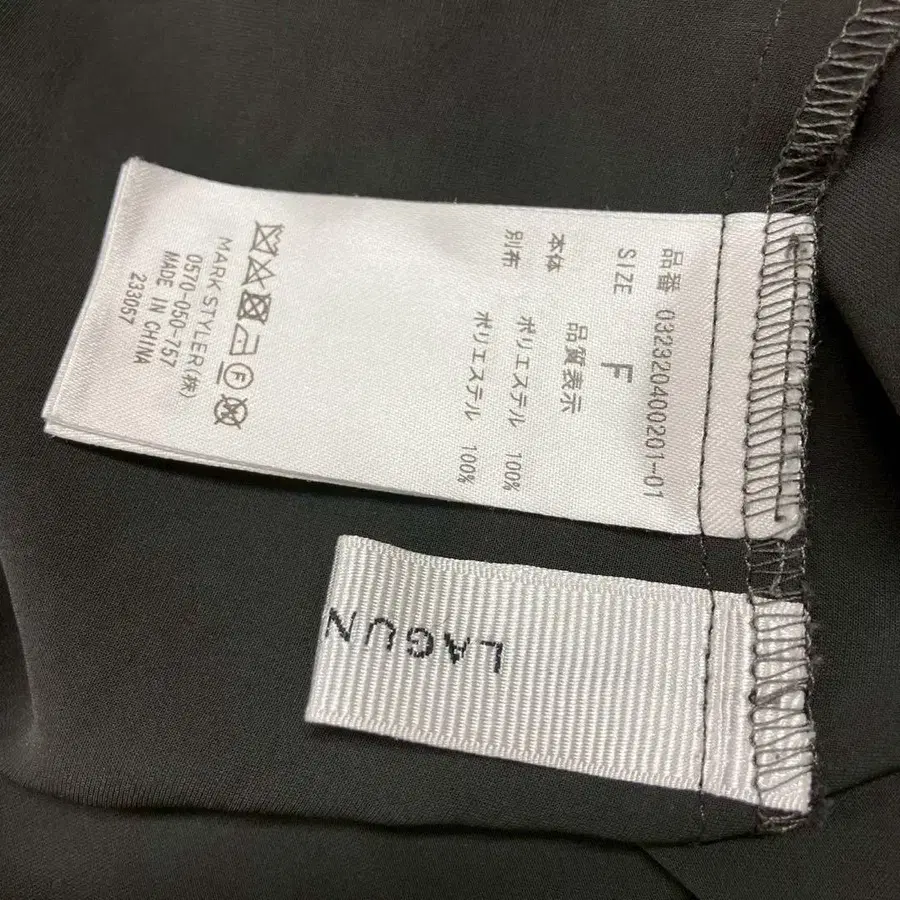 品番 032320400201-01
SIZE F
品質表示
本体 ポリエステル 100%
別布 ポリエステル 100%
MARK STYLER(株)
0570-050-757
MADE IN CHINA
233057
LAGUN